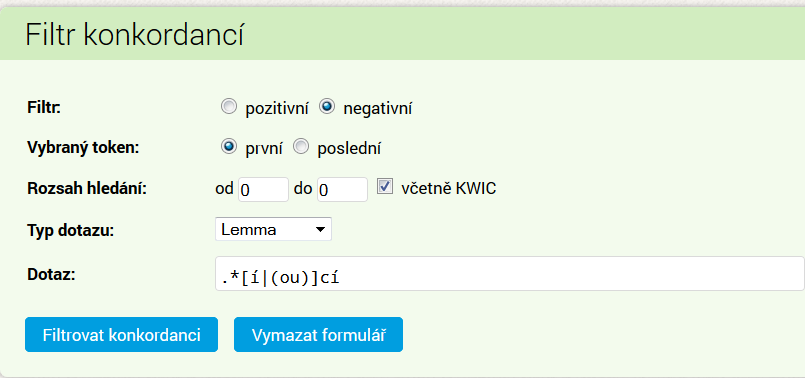 Filtr konkordancí
Filtr: pozitivní negativní
Vybraný token: první poslední
Rozsah hledání: od 0 do 0 včetně KWIC
Typ dotazu: Lemma
Dotaz: .*[í|(ou)]cí
Filtrovat konkordanci Vymazat formulář